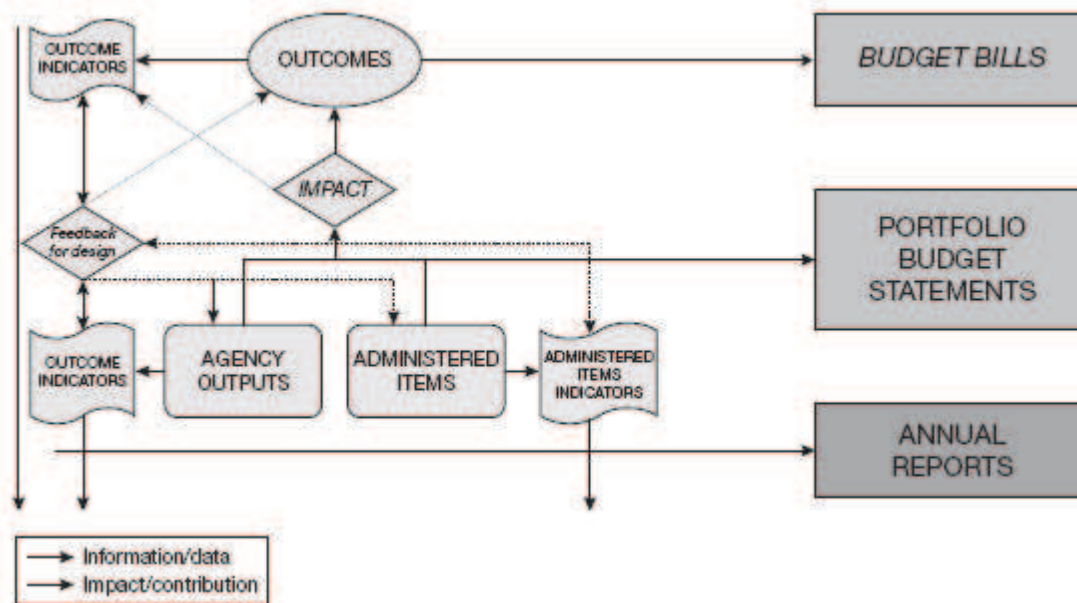 OUTCOME
INDICATORS
OUTCOMES
BUDGET BILLS
IMPACT
Feedback
for design
PORTFOLIO
BUDGET
STATEMENTS
OUTCOME
INDICATORS
AGENCY
OUTPUTS
ADMINISTERED
ITEMS
ADMINISTERED
ITEMS
INDICATORS
ANNUAL
REPORTS
Information/data
Impact/contribution